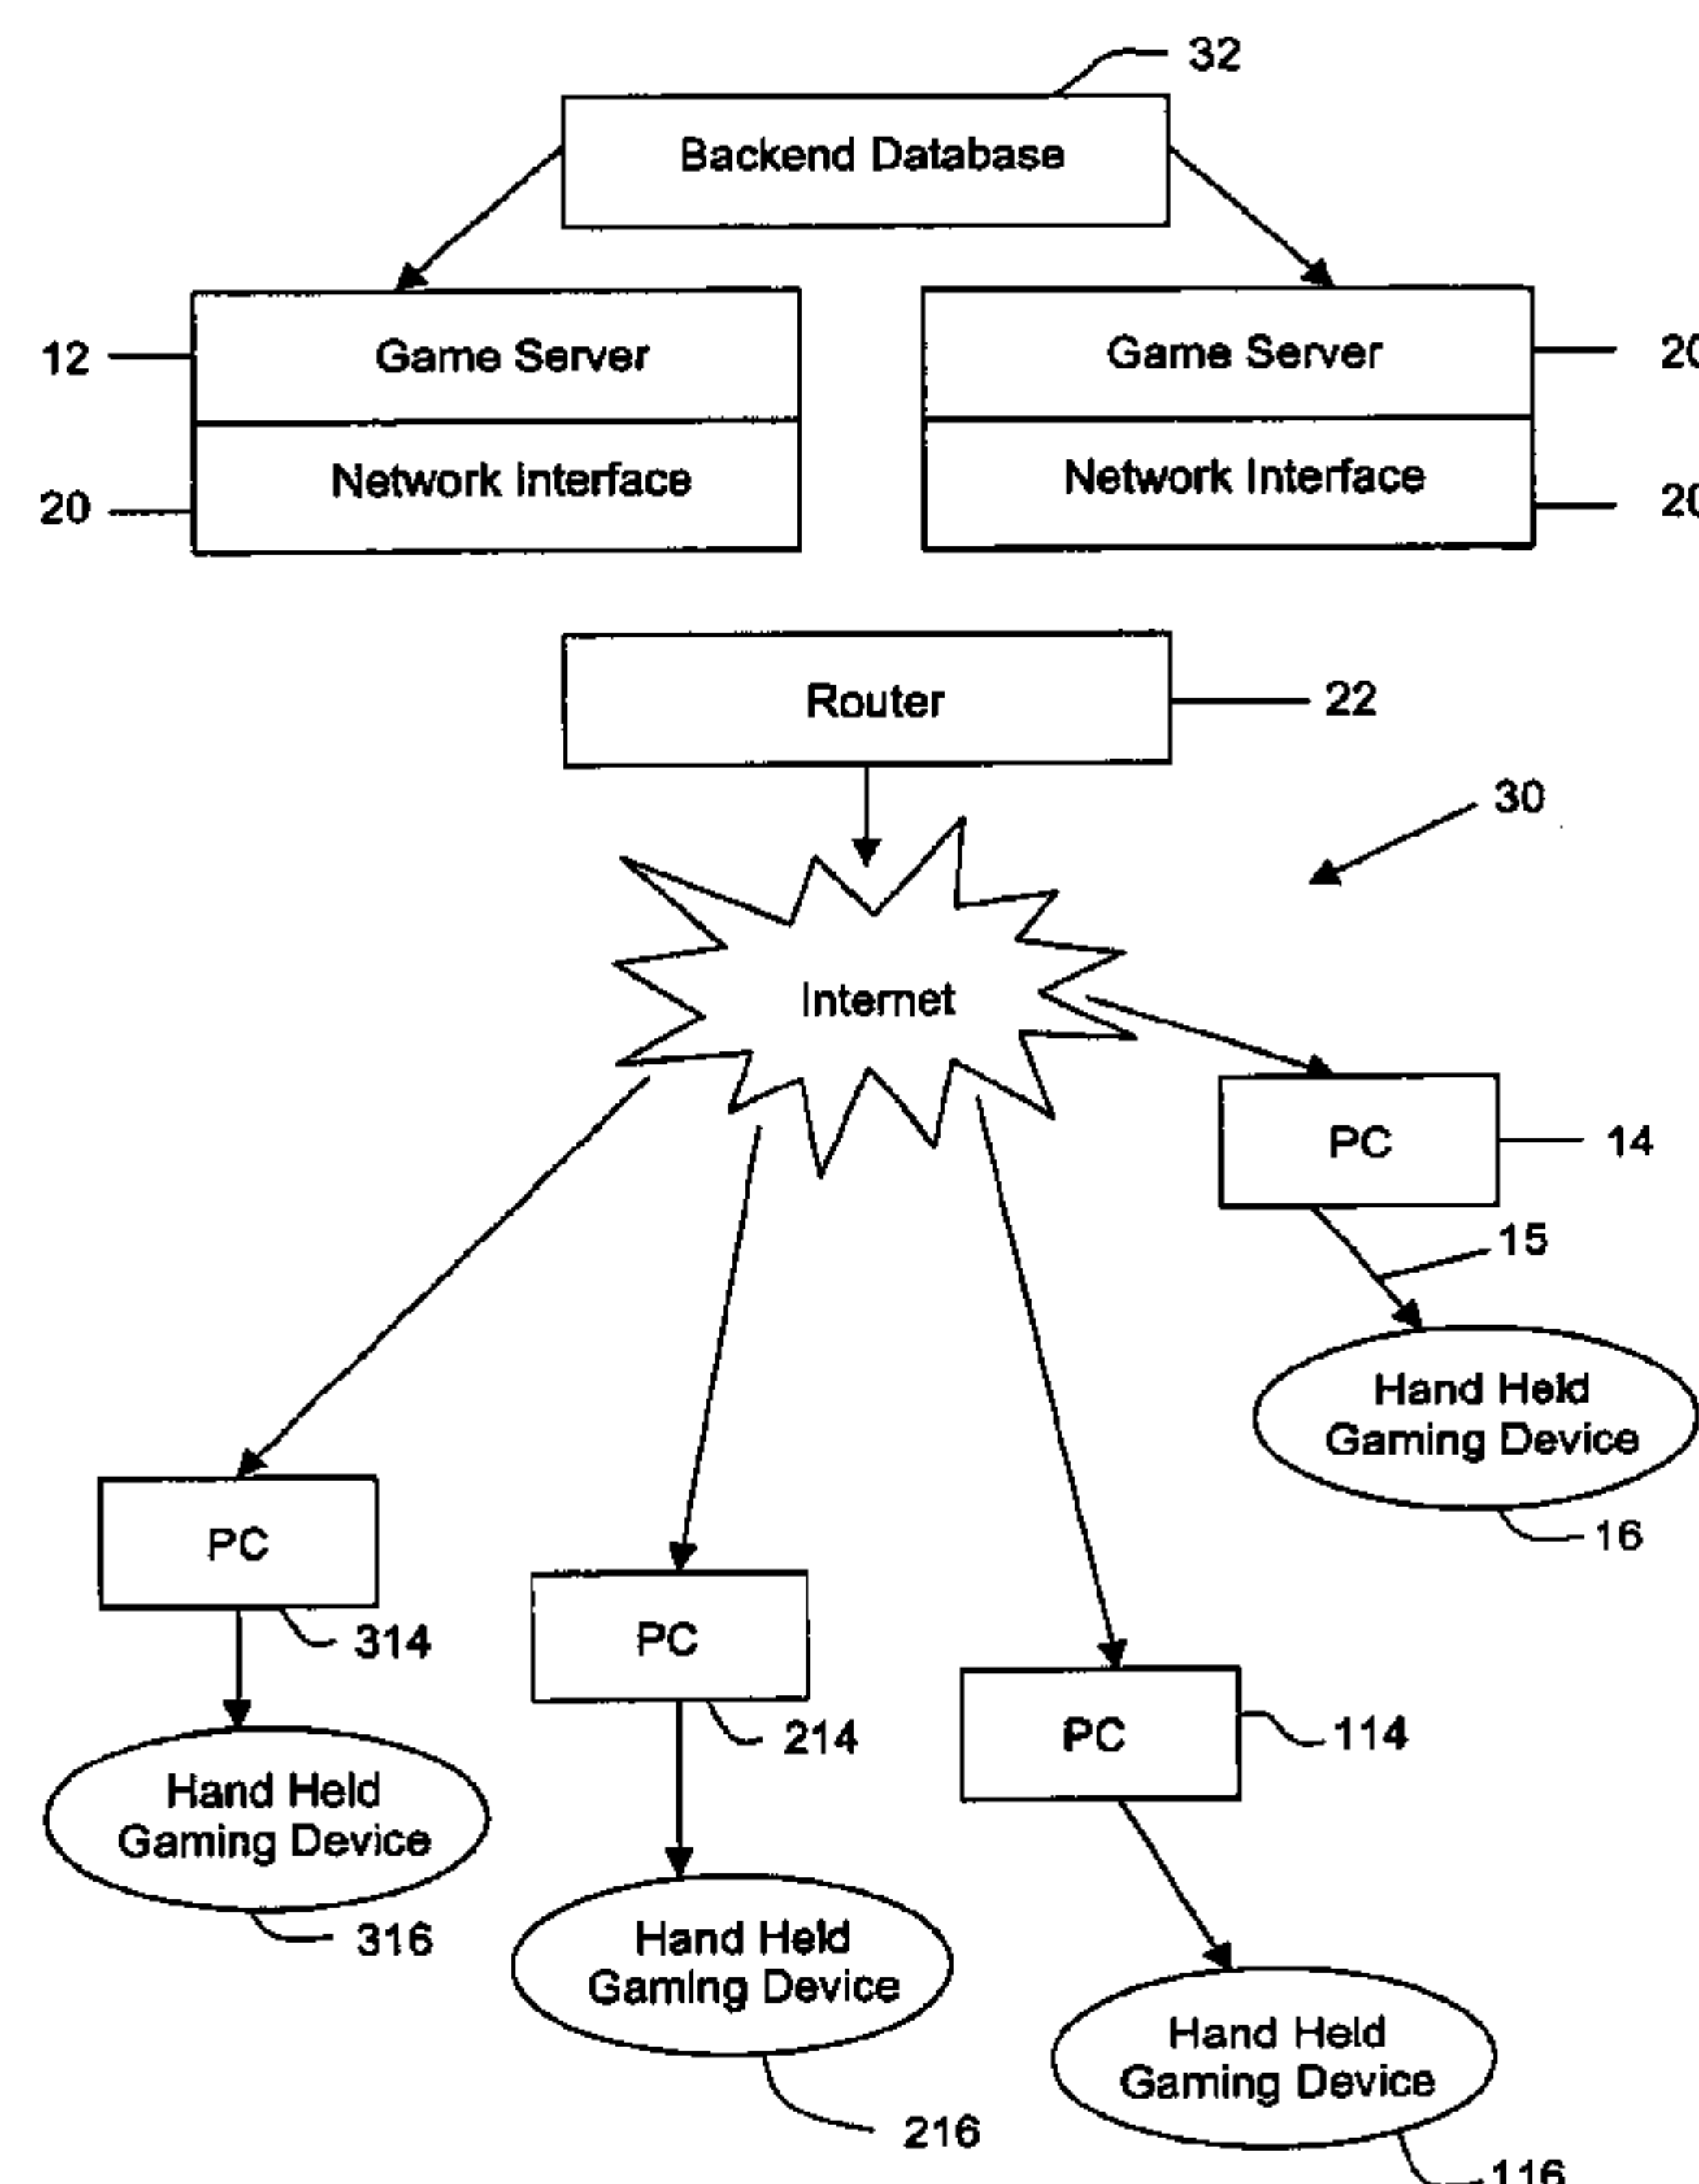 32
Backend Database
12
Game Server
Game Server
20
Network Interface
Network Interface
20
Router
22
30
Internet
PC
14
15
Hand Held
Gaming Device
16
PC
314
PC
214
PC
114
Hand Held
Gaming Device
316
Hand Held
Gaming Device
216
Hand Held
Gaming Device
116